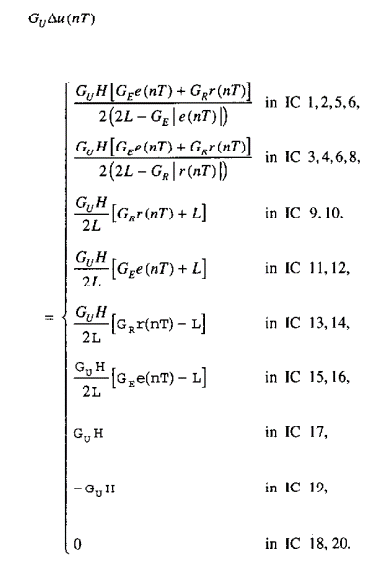 G_U Δu(nT)
= { G_U H[G_E e(nT) + G_R r(nT)] / 2(2L − G_E|e(nT)|) in IC 1,2,5,6,
G_U H[G_E e(nT) + G_R r(nT)] / 2(2L − G_R|r(nT)|) in IC 3,4,6,8,
G_U H / 2L [G_R r(nT) + L] in IC 9.10.
G_U H / 2L [G_E e(nT) + L] in IC 11,12,
G_U H / 2L [G_R r(nT) − L] in IC 13,14,
G_U H / 2L [G_E e(nT) − L] in IC 15,16,
G_U H in IC 17,
−G_U H in IC 19,
0 in IC 18, 20.